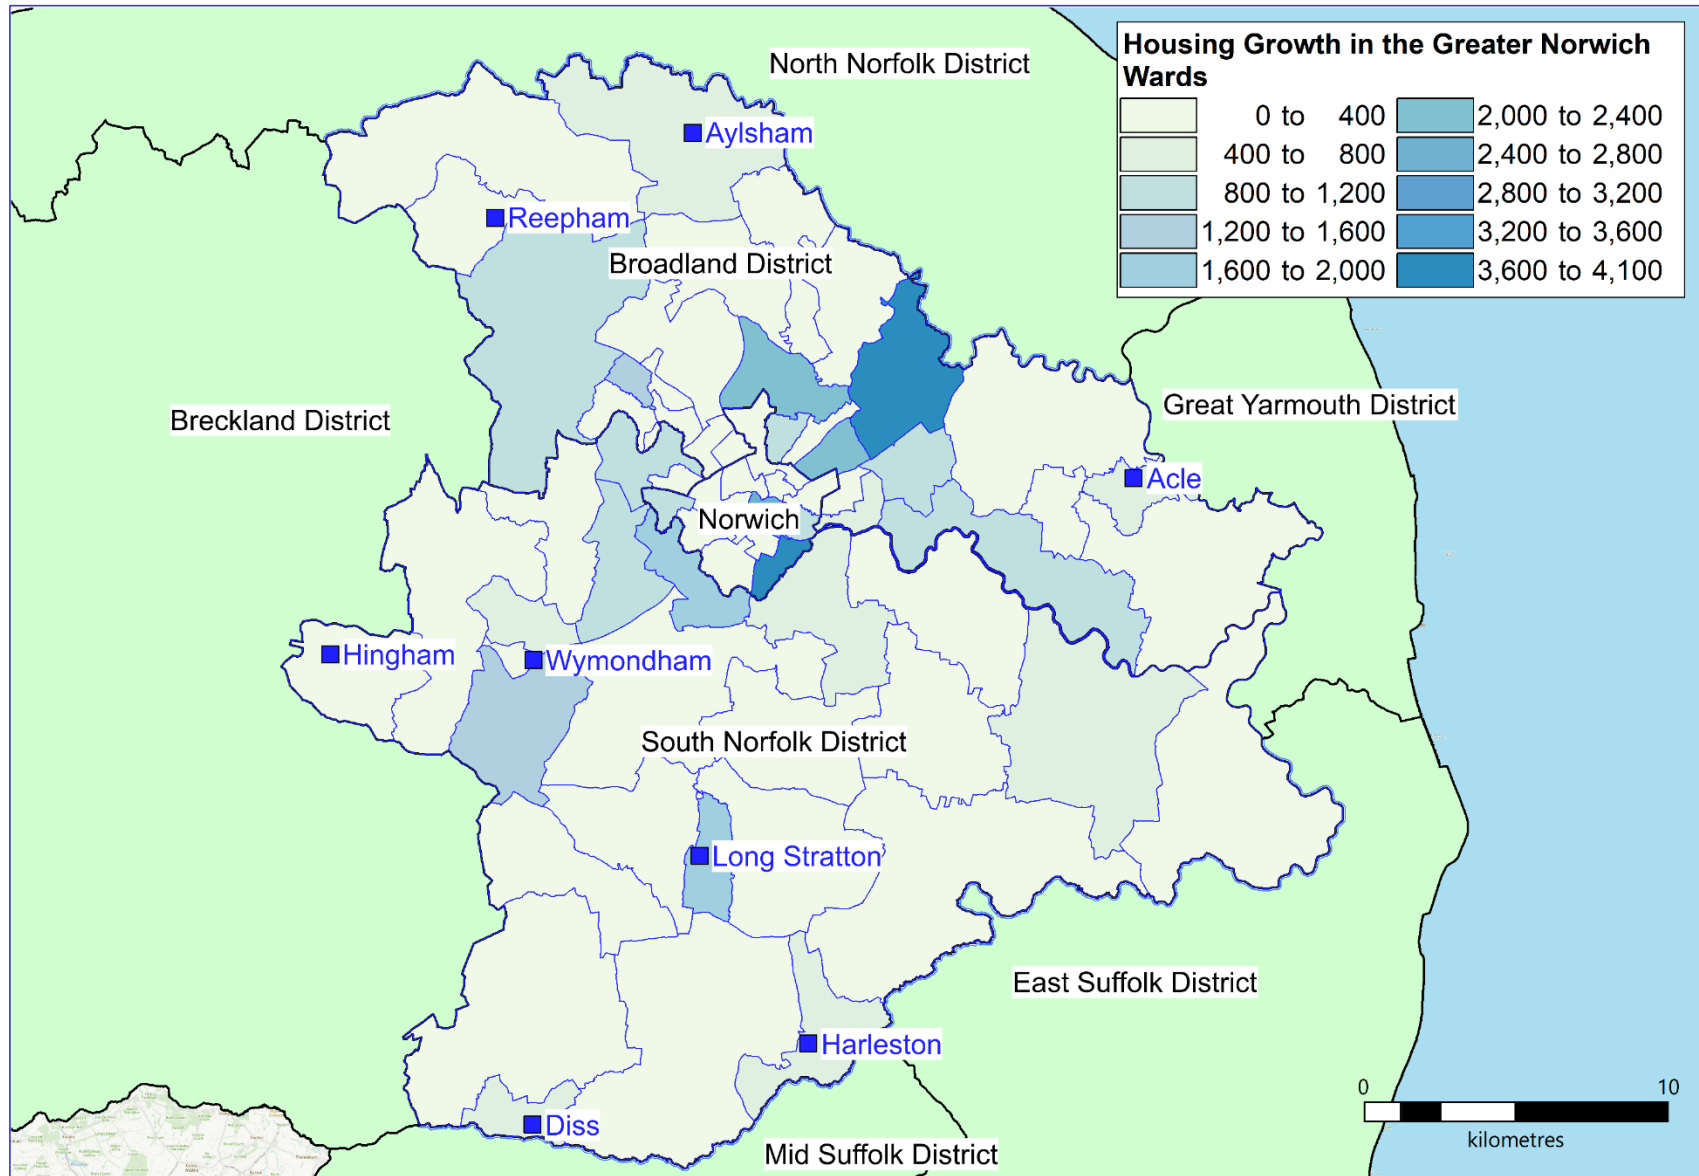 North Norfolk District
Housing Growth in the Greater Norwich
Wards
0 to 400
2,000 to 2,400
400 to 800
2,400 to 2,800
800 to 1,200
2,800 to 3,200
1,200 to 1,600
3,200 to 3,600
1,600 to 2,000
3,600 to 4,100
Aylsham
Reepham
Broadland District
Breckland District
Great Yarmouth District
Acle
Norwich
Hingham
Wymondham
South Norfolk District
Long Stratton
East Suffolk District
Harleston
Diss
Mid Suffolk District
0 10
kilometres